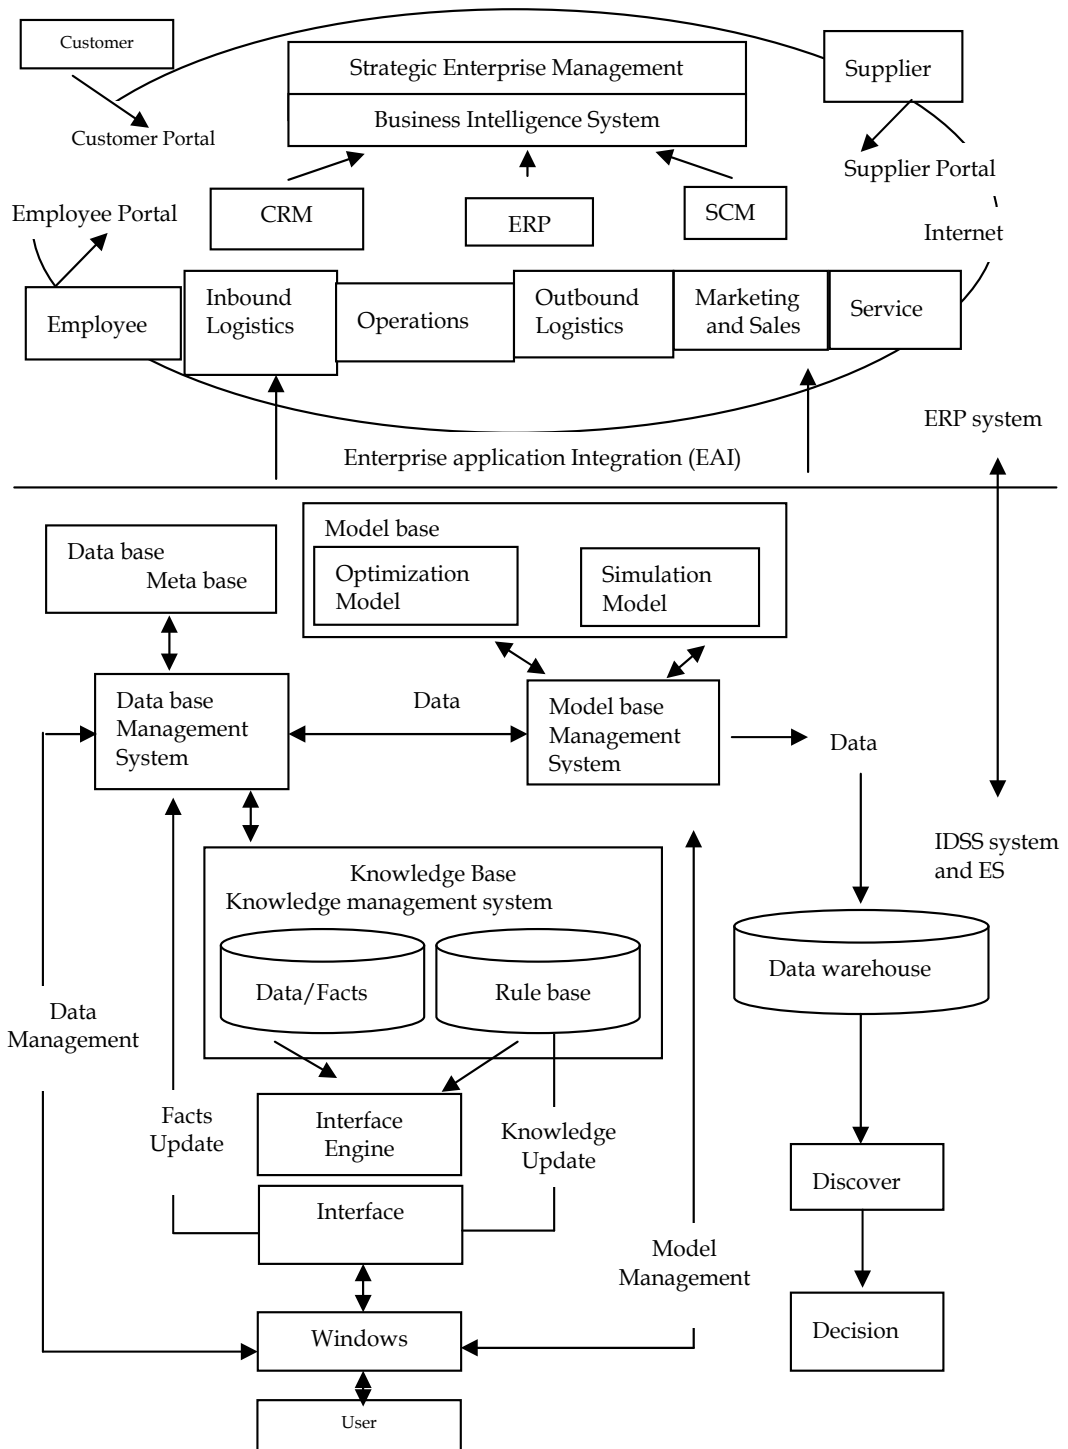 Customer
Strategic Enterprise Management
Supplier
Business Intelligence System
Customer Portal
Supplier Portal
Employee Portal
CRM
ERP
SCM
Internet
Employee
Inbound
Logistics
Operations
Outbound
Logistics
Marketing
and Sales
Service
ERP system
Enterprise application Integration (EAI)
Data base
Meta base
Model base
Optimization
Model
Simulation
Model
Data base
Management
System
Data
Model base
Management
System
Data
IDSS system
and ES
Knowledge Base
Knowledge management system
Data/Facts
Rule base
Data warehouse
Data
Management
Facts
Update
Interface
Engine
Knowledge
Update
Discover
Interface
Model
Management
Windows
Decision
User